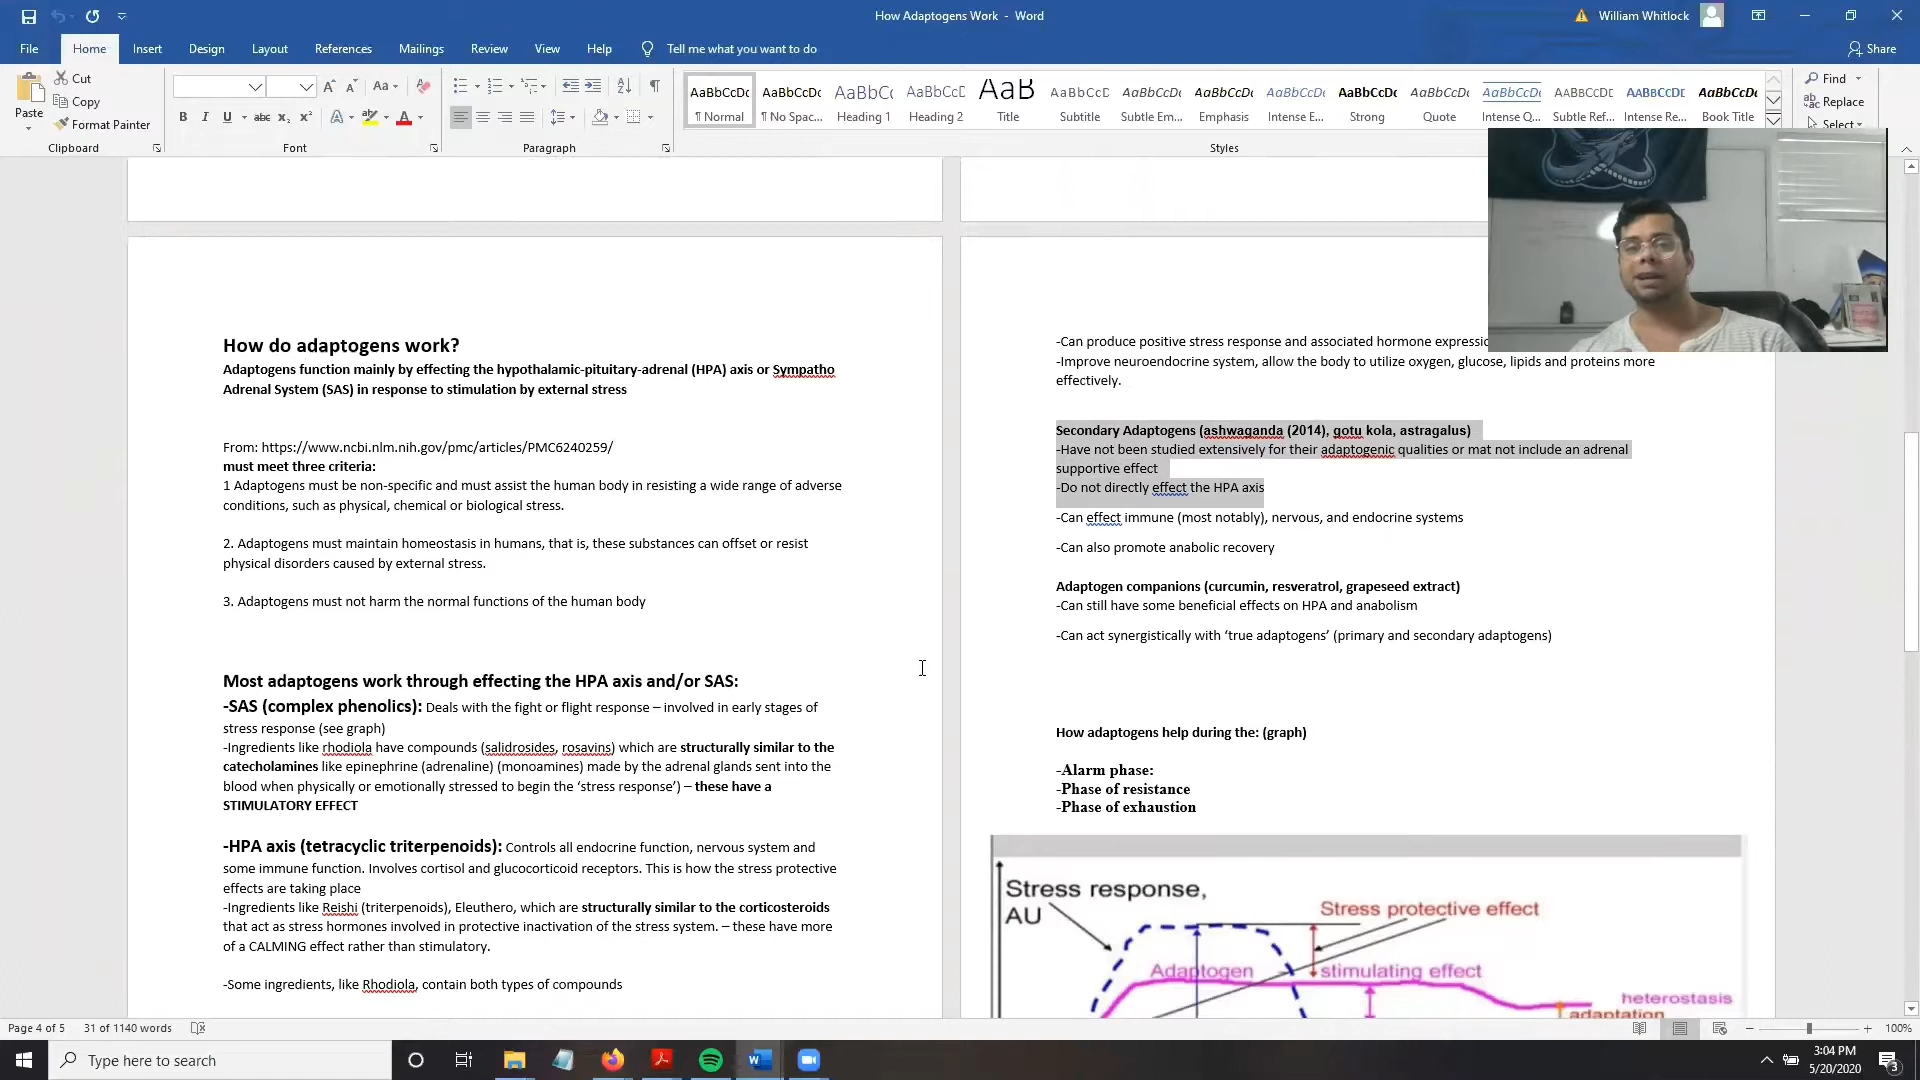 How Adaptogens Work - Word
William Whitlock
File Home Insert Design Layout References Mailings Review View Help Tell me what you want to do
Share
Paste
Cut
Copy
Format Painter
Clipboard
Font
Paragraph
AaBbCcDc ¶ Normal
AaBbCcDc ¶ No Spac...
AaBbCc Heading 1
AaBbCcD Heading 2
AaB Title
AaBbCcD Subtitle
AaBbCcDc Subtle Em...
AaBbCcDc Emphasis
AaBbCcDc Intense E...
AaBbCcDc Strong
AaBbCcDc Quote
AaBbCcDc Intense Q...
AABBCCDE Subtle Ref...
AABBCCDE Intense Re...
AaBbCcDc Book Title
Styles
Find
Replace
Select
How do adaptogens work?
Adaptogens function mainly by effecting the hypothalamic-pituitary-adrenal (HPA) axis or Sympatho
Adrenal System (SAS) in response to stimulation by external stress
From: https://www.ncbi.nlm.nih.gov/pmc/articles/PMC6240259/
must meet three criteria:
1 Adaptogens must be non-specific and must assist the human body in resisting a wide range of adverse
conditions, such as physical, chemical or biological stress.
2. Adaptogens must maintain homeostasis in humans, that is, these substances can offset or resist
physical disorders caused by external stress.
3. Adaptogens must not harm the normal functions of the human body
Most adaptogens work through effecting the HPA axis and/or SAS:
-SAS (complex phenolics): Deals with the fight or flight response – involved in early stages of
stress response (see graph)
-Ingredients like rhodiola have compounds (salidrosides, rosavins) which are structurally similar to the
catecholamines like epinephrine (adrenaline) (monoamines) made by the adrenal glands sent into the
blood when physically or emotionally stressed to begin the ‘stress response’) – these have a
STIMULATORY EFFECT
-HPA axis (tetracyclic triterpenoids): Controls all endocrine function, nervous system and
some immune function. Involves cortisol and glucocorticoid receptors. This is how the stress protective
effects are taking place
-Ingredients like Reishi (triterpenoids), Eleuthero, which are structurally similar to the corticosteroids
that act as stress hormones involved in protective inactivation of the stress system. – these have more
of a CALMING effect rather than stimulatory.
-Some ingredients, like Rhodiola, contain both types of compounds
-Can produce positive stress response and associated hormone
-Improve neuroendocrine system, allow the body to utilize oxygen, glucose, lipids and proteins more
effectively.
Secondary Adaptogens (ashwaganda (2014), gotu kola, astragalus)
-Have not been studied extensively for their adaptogenic qualities or mat not include an adrenal
supportive effect
-Do not directly effect the HPA axis
-Can effect immune (most notably), nervous, and endocrine systems
-Can also promote anabolic recovery
Adaptogen companions (curcumin, resveratrol, grapeseed extract)
-Can still have some beneficial effects on HPA and anabolism
-Can act synergistically with ‘true adaptogens’ (primary and secondary adaptogens)
How adaptogens help during the: (graph)
-Alarm phase:
-Phase of resistance
-Phase of exhaustion
Stress response,
AU
Stress protective effect
Adaptogen stimulating effect
heterostasis
adaptation
Page 4 of 5 31 of 1140 words
100%
Type here to search
3:04 PM
5/20/2020
3